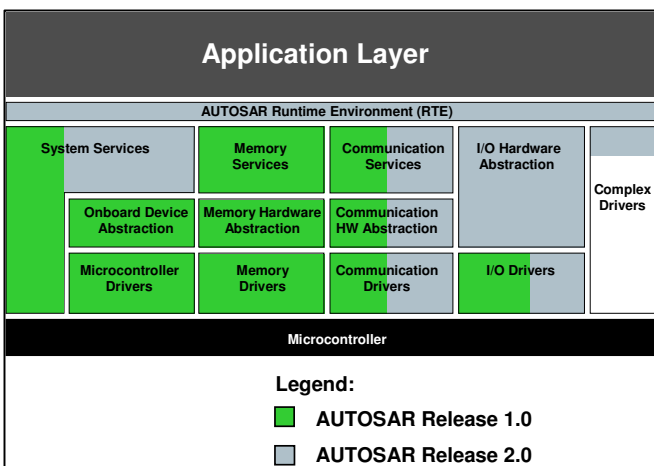 Application Layer
AUTOSAR Runtime Environment (RTE)
System Services
Memory
Services
Communication
Services
I/O Hardware
Abstraction
Complex
Drivers
Onboard Device
Abstraction
Memory Hardware
Abstraction
Communication
HW Abstraction
Microcontroller
Drivers
Memory
Drivers
Communication
Drivers
I/O Drivers
Microcontroller
Legend:
AUTOSAR Release 1.0
AUTOSAR Release 2.0